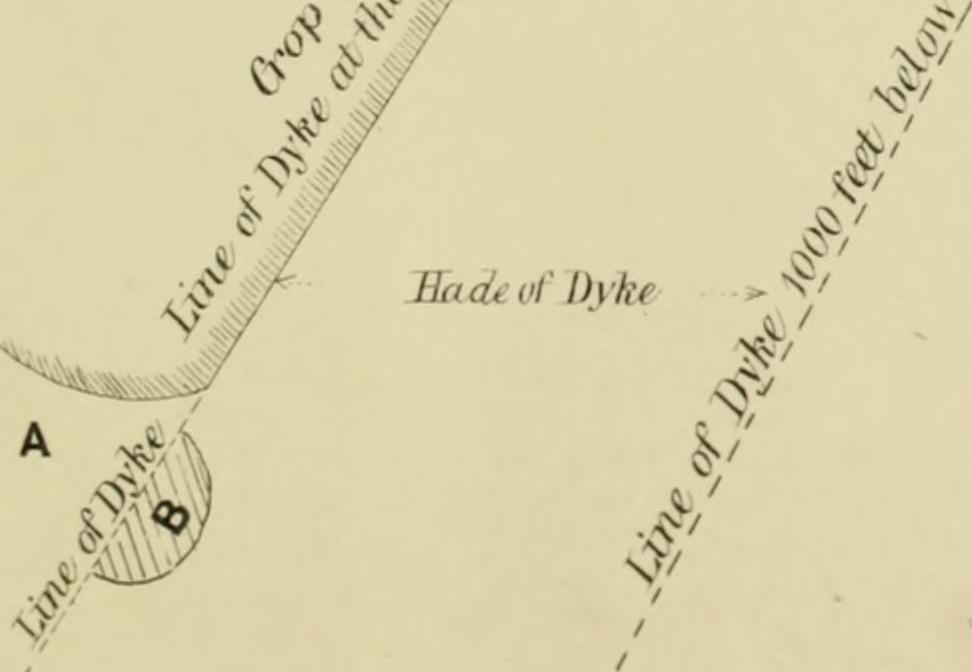 Crop
Line of Dyke at the
Hade of Dyke
Line of Dyke 1000 feet below
A
B
Line of Dyke